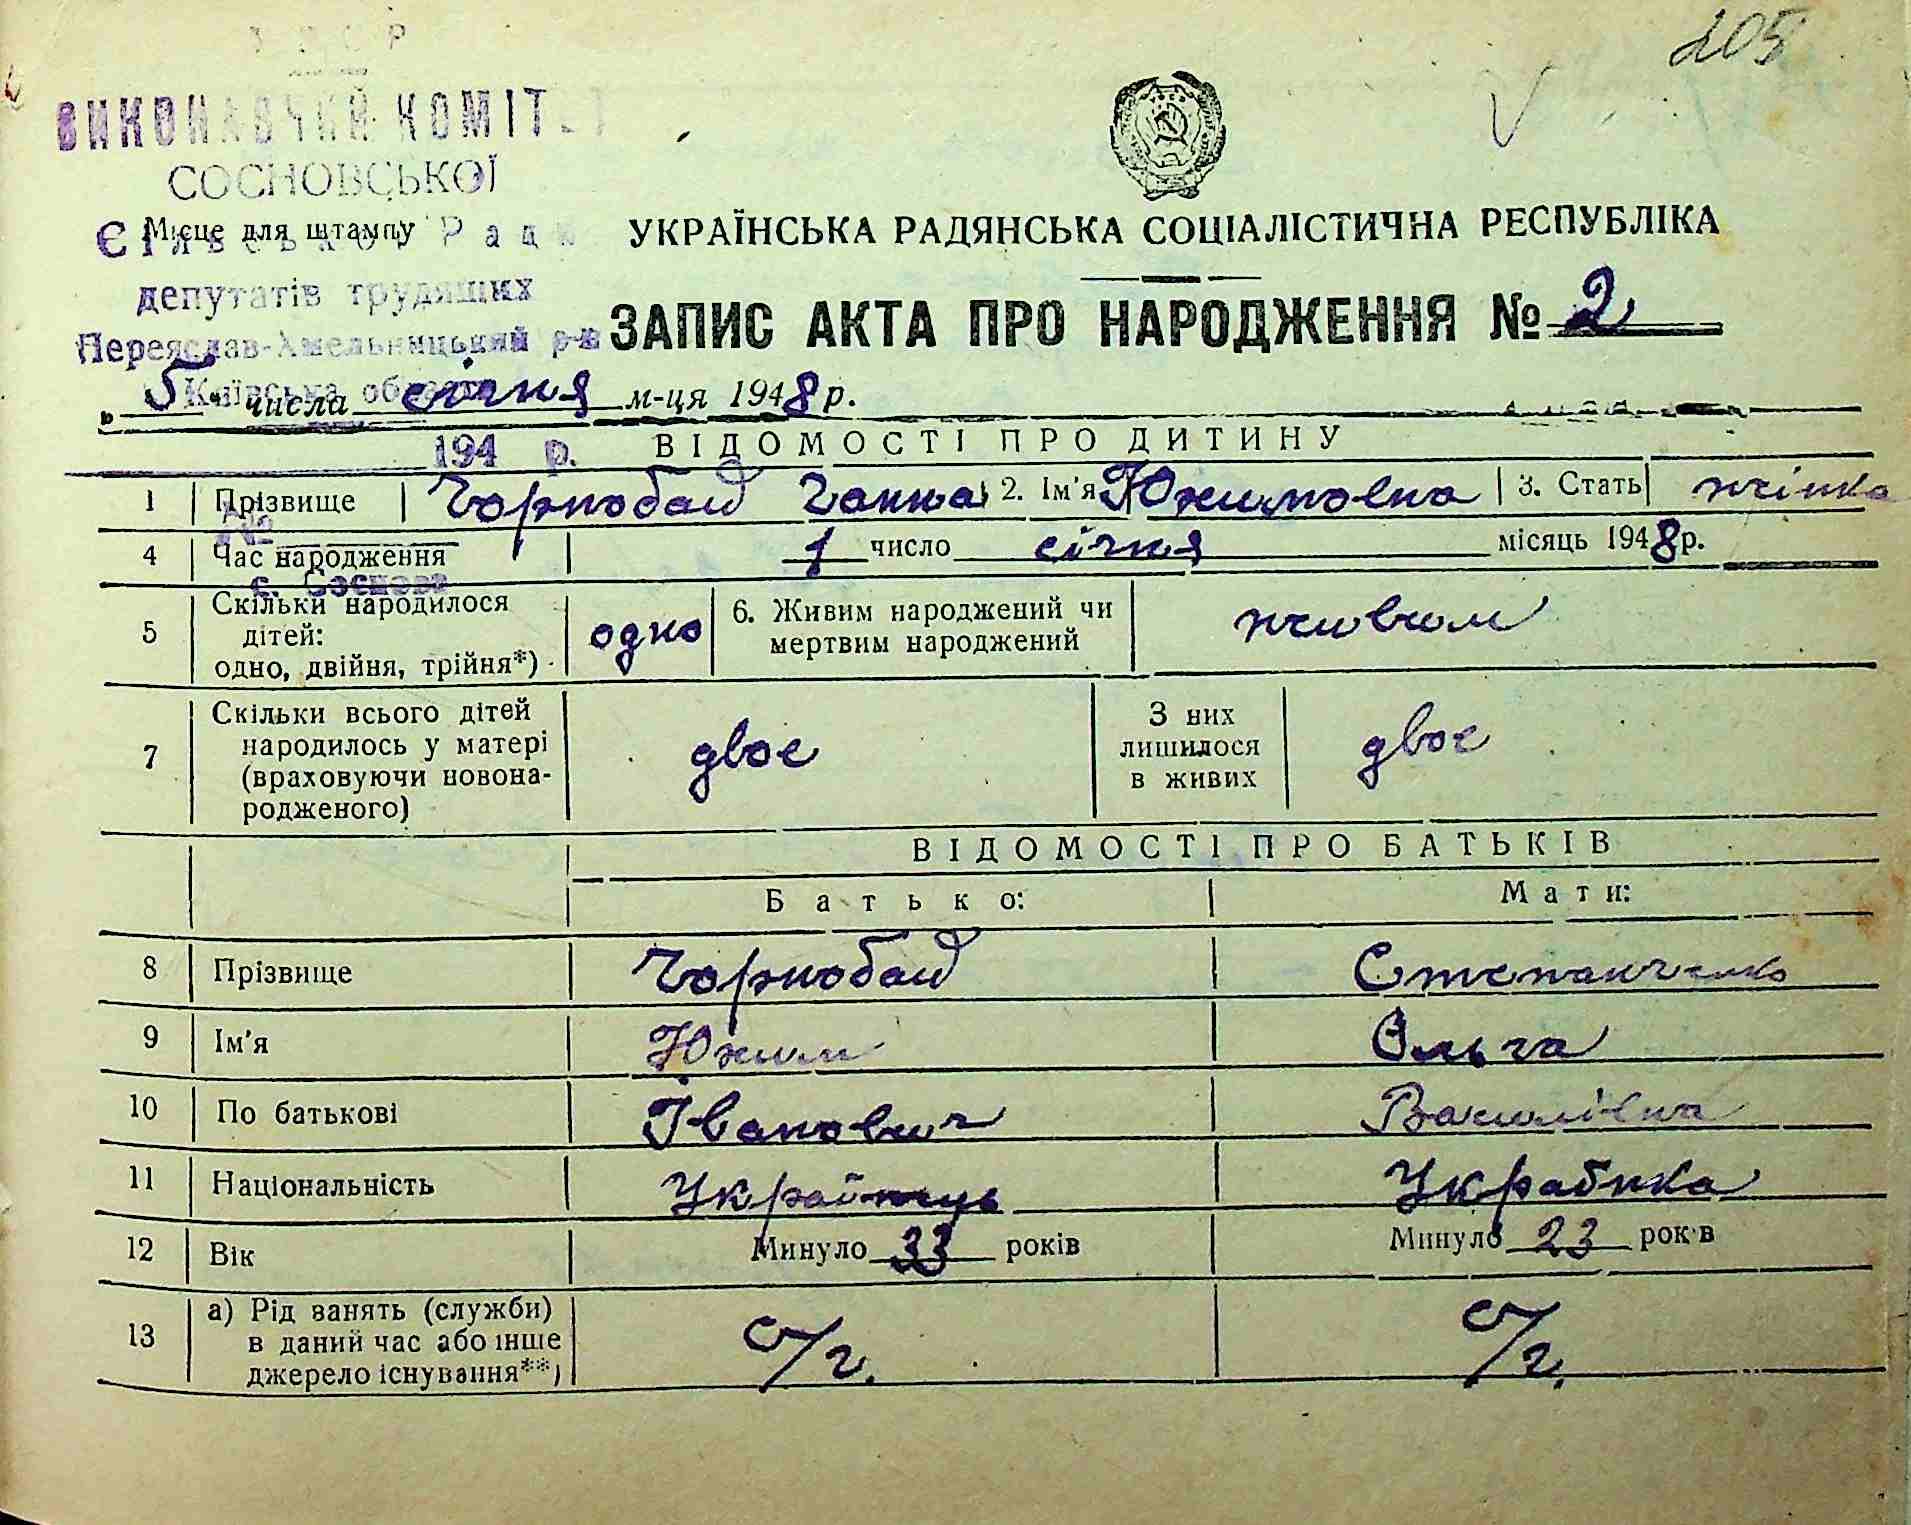 205
УРСР
ВИКОНАВЧИЙ КОМІТЕТ
СОСНОВСЬКОЇ
Місце для штампу
Сільської Ради
депутатів трудящих
Переяслав-Хмельницький р-н
Київська область
УКРАЇНСЬКА РАДЯНСЬКА СОЦІАЛІСТИЧНА РЕСПУБЛІКА
ЗАПИС АКТА ПРО НАРОДЖЕННЯ № 2
„ 5 " числа січня м-ця 1948 р.
194 р.
ВІДОМОСТІ ПРО ДИТИНУ
1 Прізвище Чорнобай Ганна 2. Ім'я Юхимовна 3. Стать жінка
№
4 Час народження 1 число січня місяць 1948 р.
с. Соснова
5 Скільки народилося дітей: одно, двійня, трійня*) одно 6. Живим народжений чи мертвим народжений живим
7 Скільки всього дітей народилось у матері (враховуючи новонародженого) двоє З них лишилося в живих двоє
ВІДОМОСТІ ПРО БАТЬКІВ
Батько: Мати:
8 Прізвище Чорнобай Степанченко
9 Ім'я Юхим Ольга
10 По батькові Іванович Василівна
11 Національність Українець Українка
12 Вік Минуло 33 років Минуло 23 років
13 а) Рід занять (служби) в даний час або інше джерело існування**) с/г. с/г.